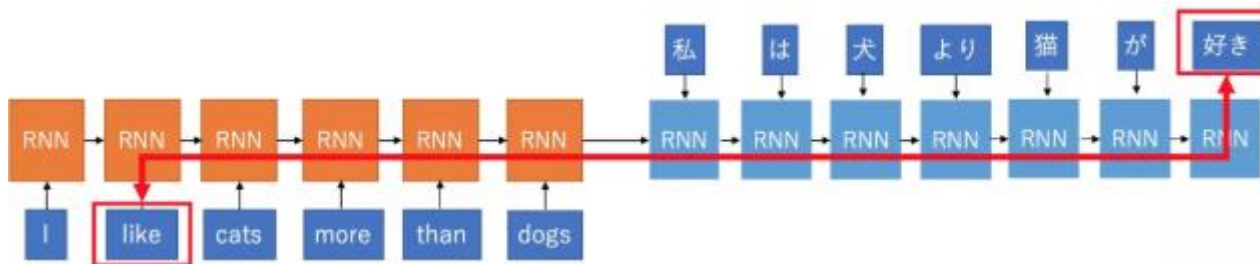 私 は 犬 より 猫 が 好き
RNN RNN RNN RNN RNN RNN RNN RNN RNN RNN RNN RNN RNN
I like cats more than dogs